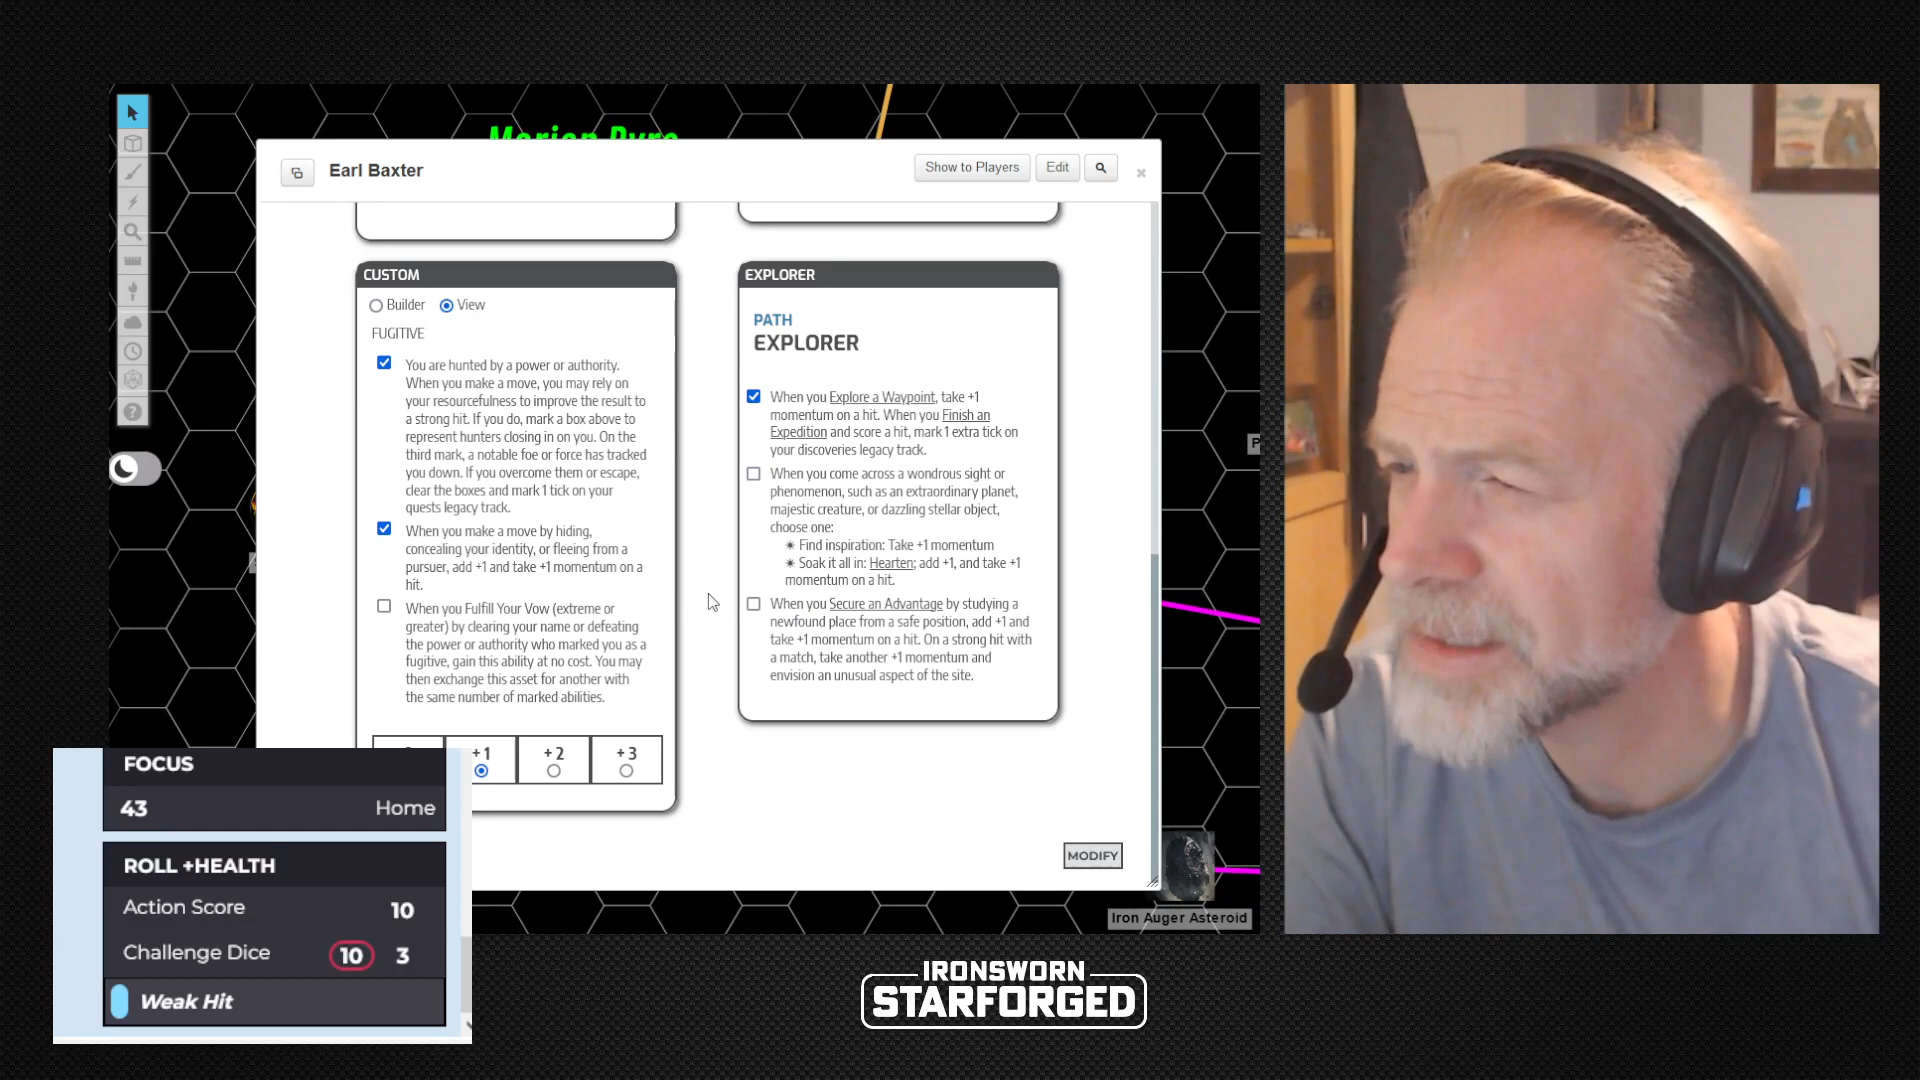 Earl Baxter
Show to Players
Edit
CUSTOM
Builder
View
FUGITIVE
You are hunted by a power or authority.
When you make a move, you may rely on
your resourcefulness to improve the result to
a strong hit. If you do, mark a box above to
represent hunters closing in on you. On the
third mark, a notable foe or force has tracked
you down. If you overcome them or escape,
clear the boxes and mark 1 tick on your
quests legacy track.
When you make a move by hiding,
concealing your identity, or fleeing from a
pursuer, add +1 and take +1 momentum on a
hit.
When you Fulfill Your Vow (extreme or
greater) by clearing your name or defeating
the power or authority who marked you as a
fugitive, gain this ability at no cost. You may
then exchange this asset for another with
the same number of marked abilities.
+1
+2
+3
EXPLORER
PATH
EXPLORER
When you Explore a Waypoint, take +1
momentum on a hit. When you Finish an
Expedition and score a hit, mark 1 extra tick on
your discoveries legacy track.
When you come across a wondrous sight or
phenomenon, such as an extraordinary planet,
majestic creature, or dazzling stellar object,
choose one:
✴ Find inspiration: Take +1 momentum
✴ Soak it all in: Hearten; add +1, and take +1
momentum on a hit.
When you Secure an Advantage by studying a
newfound place from a safe position, add +1 and
take +1 momentum on a hit. On a strong hit with
a match, take another +1 momentum and
envision an unusual aspect of the site.
MODIFY
Iron Auger Asteroid
FOCUS
43 Home
ROLL +HEALTH
Action Score 10
Challenge Dice 10 3
Weak Hit
IRONSWORN
STARFORGED